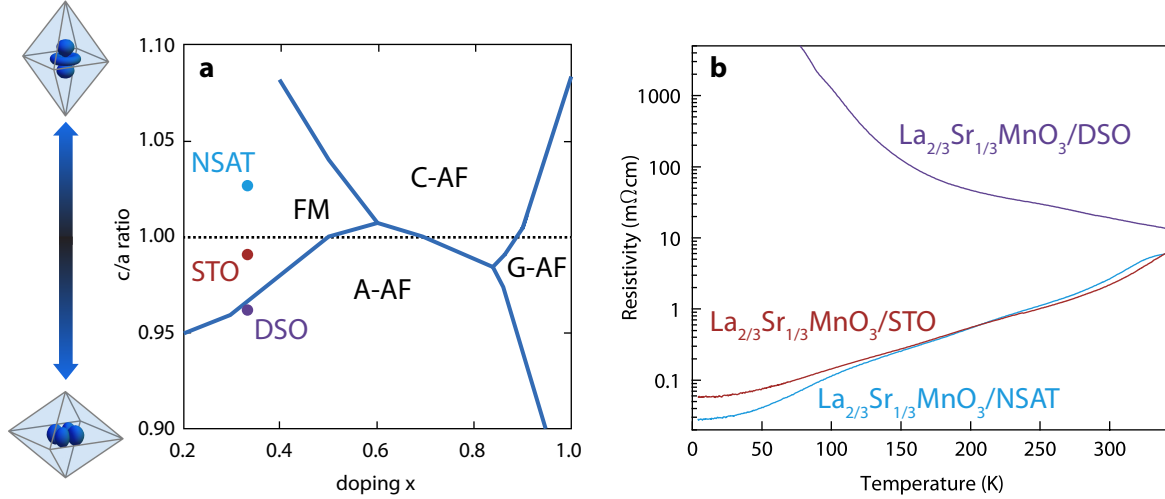 a
1.10
1.05
1.00
0.95
0.90
c/a ratio
NSAT
STO
DSO
FM
C-AF
A-AF
G-AF
0.2 0.4 0.6 0.8 1.0
doping x
b
1000
100
10
1
0.1
Resistivity (mΩcm)
La2/3Sr1/3MnO3/DSO
La2/3Sr1/3MnO3/STO
La2/3Sr1/3MnO3/NSAT
0 50 100 150 200 250 300
Temperature (K)